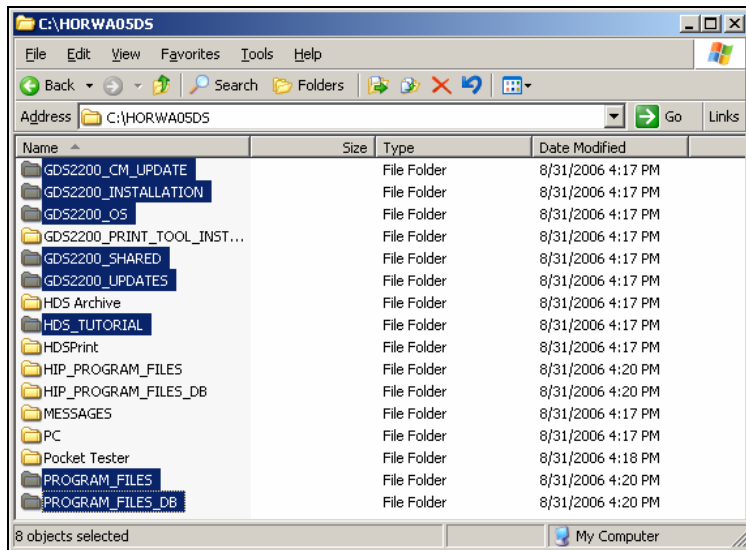 C:\HORWA05DS
File Edit View Favorites Tools Help
Back Search Folders
Address C:\HORWA05DS Go Links
Name Size Type Date Modified
GDS2200_CM_UPDATE File Folder 8/31/2006 4:17 PM
GDS2200_INSTALLATION File Folder 8/31/2006 4:17 PM
GDS2200_OS File Folder 8/31/2006 4:17 PM
GDS2200_PRINT_TOOL_INST... File Folder 8/31/2006 4:17 PM
GDS2200_SHARED File Folder 8/31/2006 4:17 PM
GDS2200_UPDATES File Folder 8/31/2006 4:17 PM
HDS Archive File Folder 8/31/2006 4:17 PM
HDS_TUTORIAL File Folder 8/31/2006 4:17 PM
HDSPrint File Folder 8/31/2006 4:17 PM
HIP_PROGRAM_FILES File Folder 8/31/2006 4:20 PM
HIP_PROGRAM_FILES_DB File Folder 8/31/2006 4:20 PM
MESSAGES File Folder 8/31/2006 4:17 PM
PC File Folder 8/31/2006 4:17 PM
Pocket Tester File Folder 8/31/2006 4:18 PM
PROGRAM_FILES File Folder 8/31/2006 4:20 PM
PROGRAM_FILES_DB File Folder 8/31/2006 4:20 PM
8 objects selected My Computer